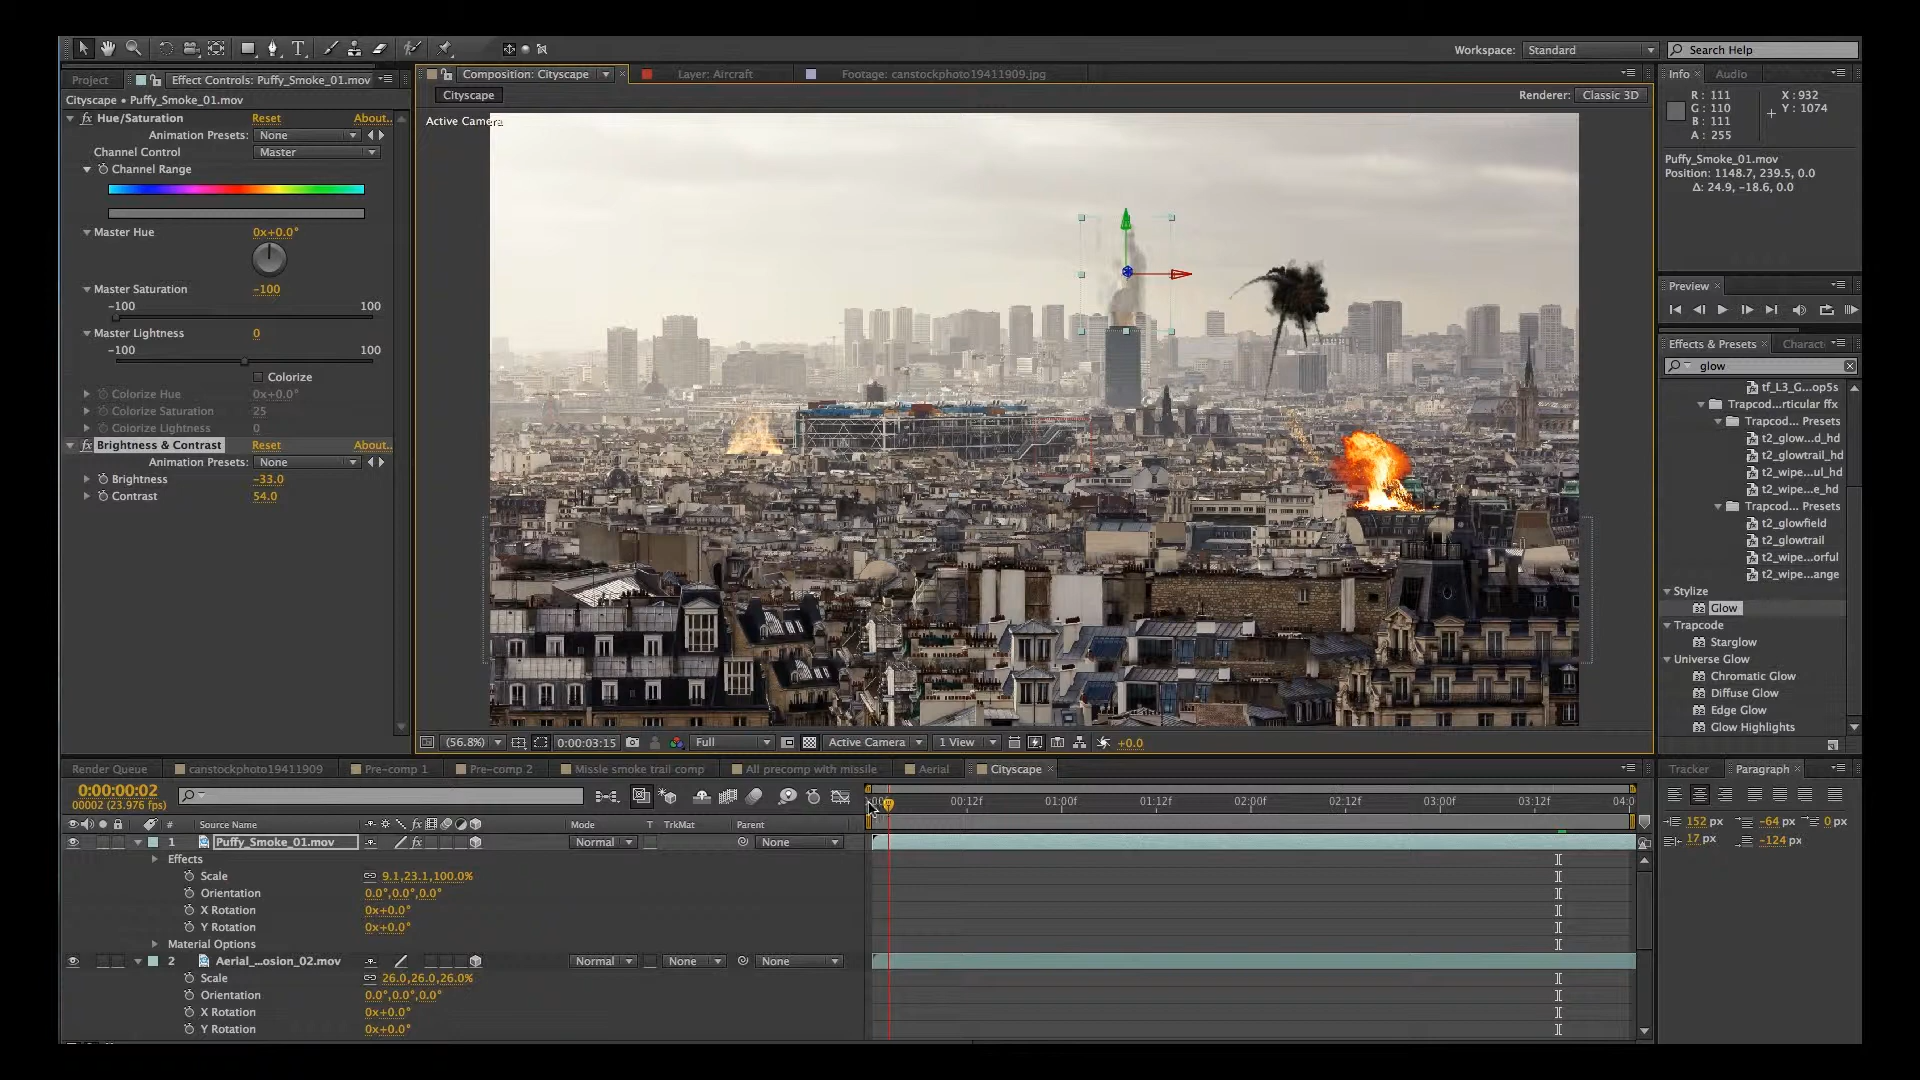 Workspace: Standard Search Help
Project Effect Controls: Puffy_Smoke_01.mov
Cityscape • Puffy_Smoke_01.mov
fx Hue/Saturation Reset About...
Animation Presets: None
Channel Control Master
Channel Range
Master Hue 0x+0.0°
Master Saturation -100
-100 100
Master Lightness 0
-100 100
Colorize
Colorize Hue 0x+0.0°
Colorize Saturation 25
Colorize Lightness 0
fx Brightness & Contrast Reset About...
Animation Presets: None
Brightness -33.0
Contrast 54.0
Composition: Cityscape Layer: Aircraft Footage: canstockphoto19411909.jpg
Cityscape Renderer: Classic 3D
Active Camera
(56.8%) 0:00:03:15 Full Active Camera 1 View +0.0
Info Audio
R : 111 X : 932
G : 110 Y : 1074
B : 111
A : 255
Puffy_Smoke_01.mov
Position: 1148.7, 239.5, 0.0
Δ: 24.9, -18.6, 0.0
Preview
Effects & Presets Charact
glow
tf_L3_G...op5s
Trapcod...rticular ffx
Trapcod... Presets
t2_glow...d_hd
t2_glowtrail_hd
t2_wipe...ul_hd
t2_wipe...e_hd
Trapcod... Presets
t2_glowfield
t2_glowtrail
t2_wipe...orful
t2_wipe...ange
Stylize
Glow
Trapcode
Starglow
Universe Glow
Chromatic Glow
Diffuse Glow
Edge Glow
Glow Highlights
Render Queue canstockphoto19411909 Pre-comp 1 Pre-comp 2 Missle smoke trail comp All precomp with missile Aerial Cityscape
0:00:00:02
00002 (23.976 fps)
00:12f 01:00f 01:12f 02:00f 02:12f 03:00f 03:12f 04:0
# Source Name fx Mode T TrkMat Parent
1 Puffy_Smoke_01.mov fx Normal None
Effects
Scale 9.1,23.1,100.0%
Orientation 0.0°,0.0°,0.0°
X Rotation 0x+0.0°
Y Rotation 0x+0.0°
Material Options
2 Aerial_...osion_02.mov Normal None None
Scale 26.0,26.0,26.0%
Orientation 0.0°,0.0°,0.0°
X Rotation 0x+0.0°
Y Rotation 0x+0.0°
Tracker Paragraph
152 px -64 px 0 px
17 px -124 px